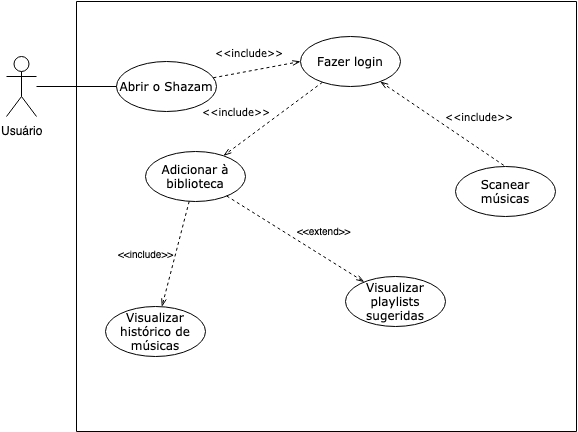 <<include>>
Fazer login
Abrir o Shazam
<<include>>
<<include>>
Usuário
Adicionar à
biblioteca
Scanear
músicas
<<extend>>
<<include>>
Visualizar
playlists
sugeridas
Visualizar
histórico de
músicas